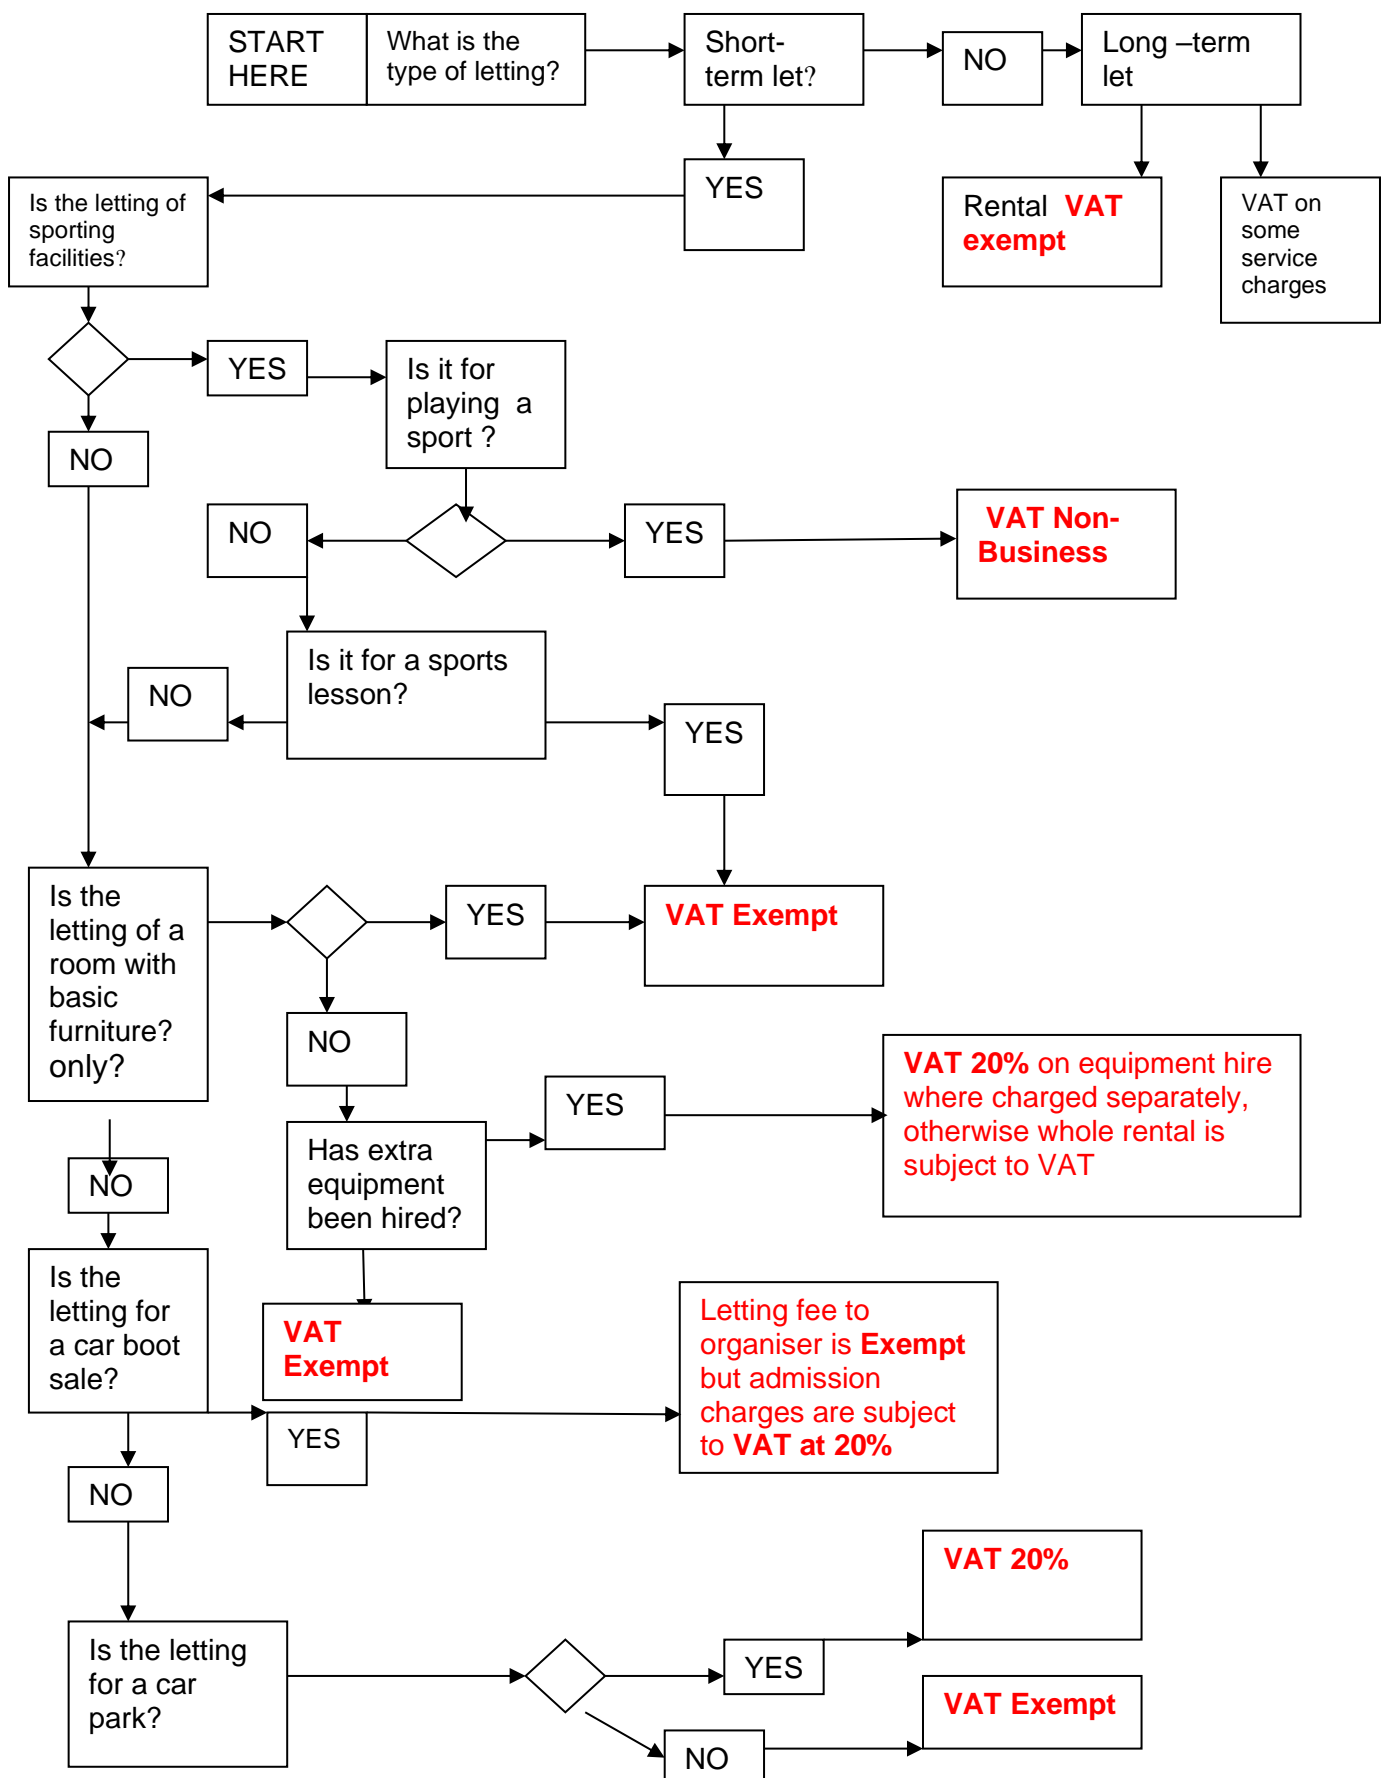 START
HERE
What is the
type of letting?
Short-
term let?
NO
Long –term
let
YES
Is the letting of
sporting
facilities?
Rental VAT
exempt
VAT on
some
service
charges
YES
Is it for
playing a
sport ?
NO
NO
YES
VAT Non-
Business
Is it for a sports
lesson?
NO
YES
Is the
letting of a
room with
basic
furniture?
only?
YES
VAT Exempt
NO
VAT 20% on equipment hire
where charged separately,
otherwise whole rental is
subject to VAT
YES
Has extra
equipment
been hired?
NO
Is the
letting for
a car boot
sale?
VAT
Exempt
Letting fee to
organiser is Exempt
but admission
charges are subject
to VAT at 20%
YES
NO
VAT 20%
Is the letting
for a car
park?
YES
VAT Exempt
NO